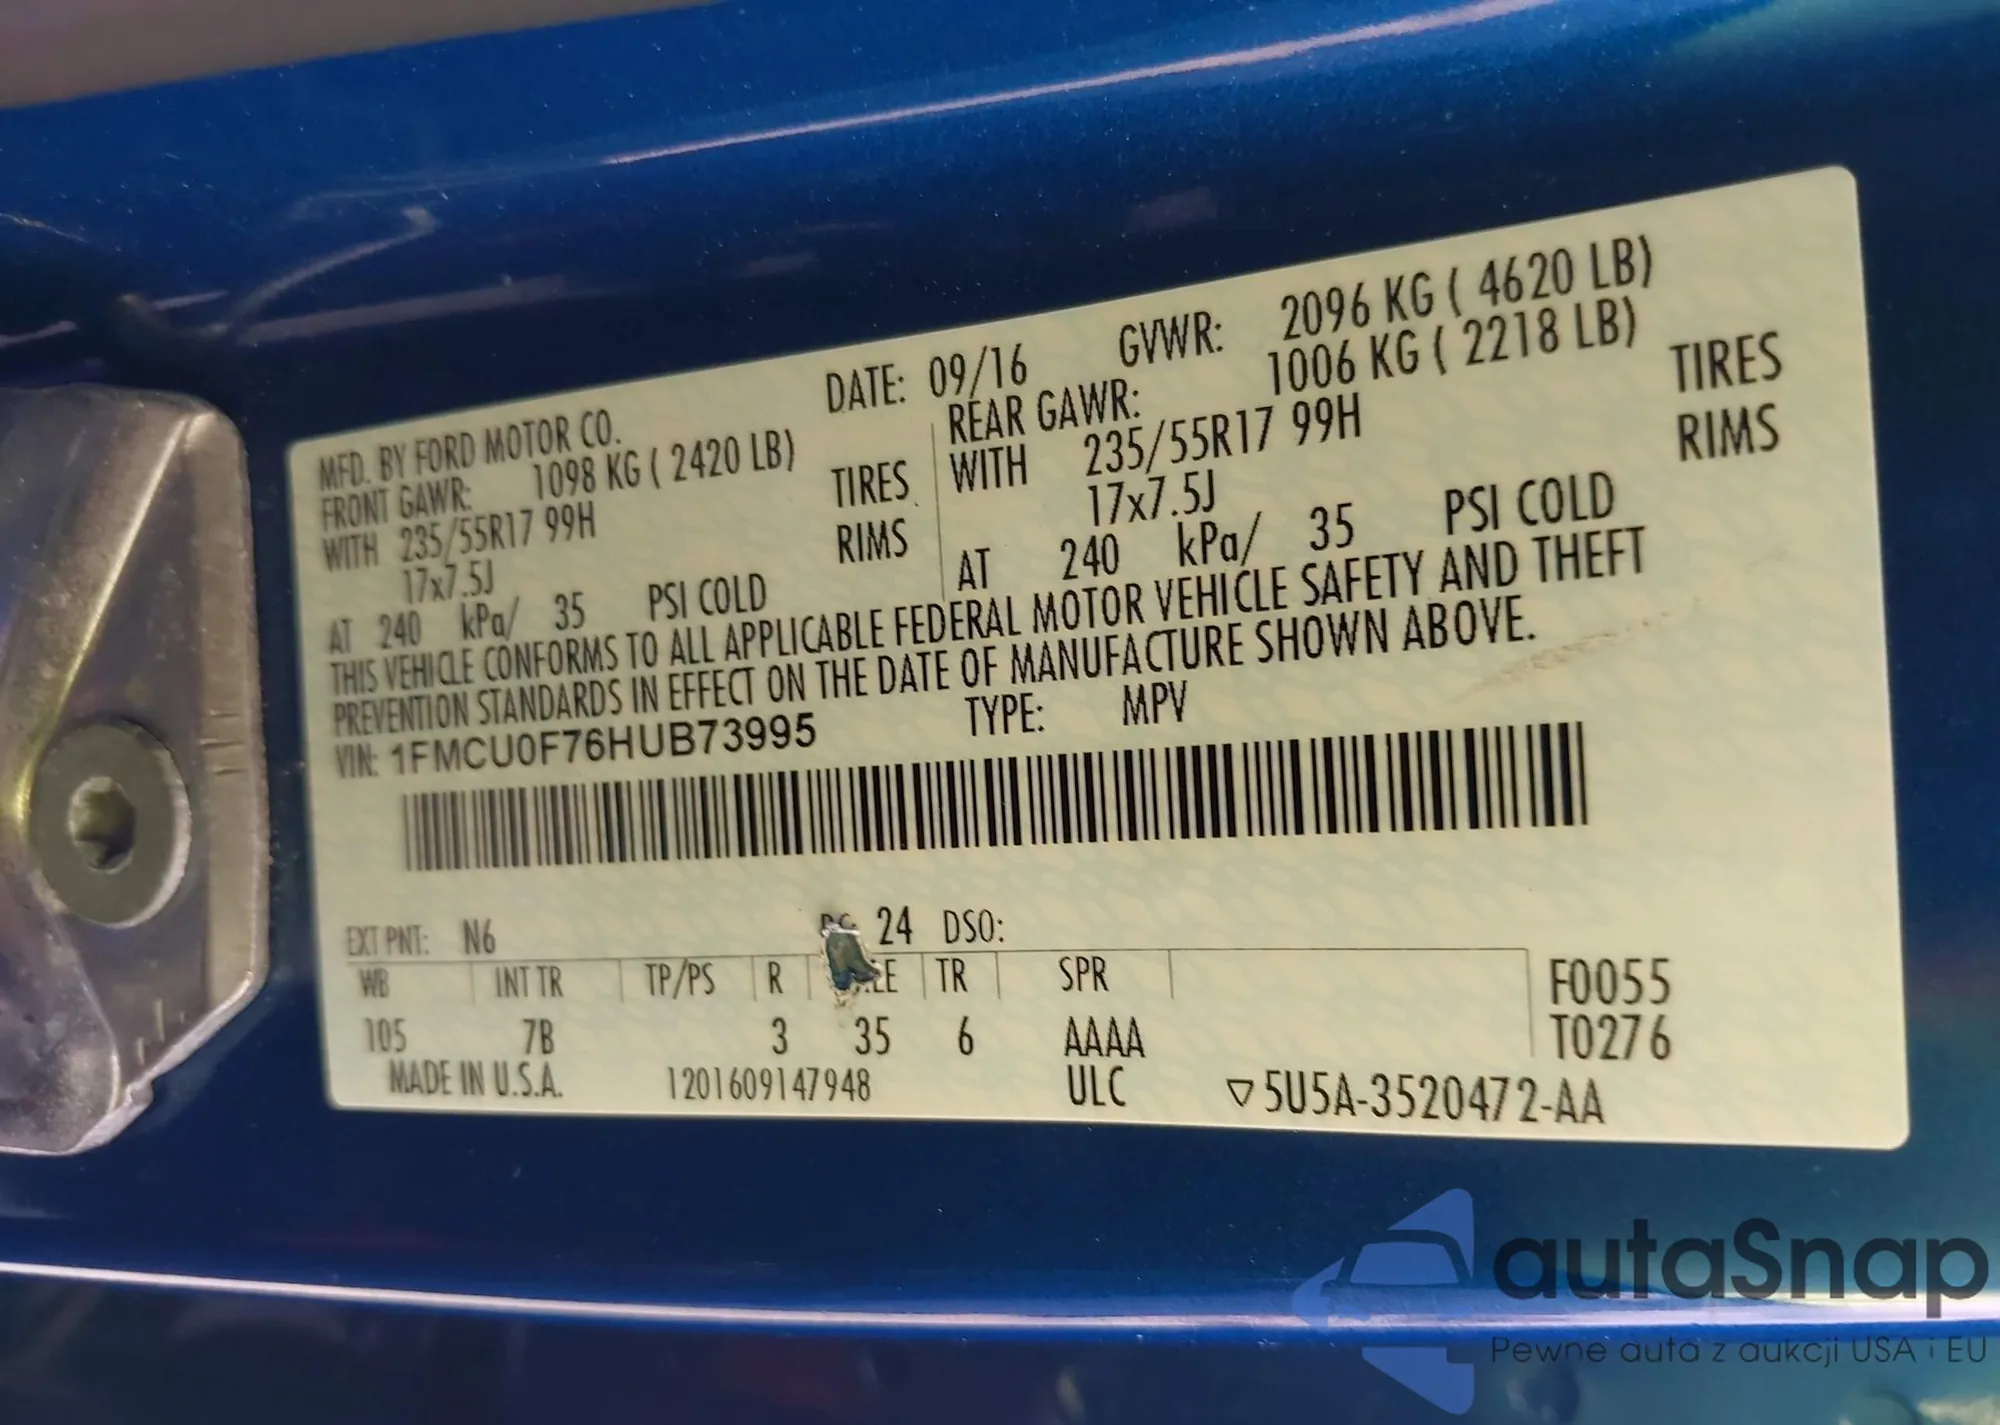 MFD. BY FORD MOTOR CO. DATE: 09/16 GVWR: 2096 KG ( 4620 LB)
FRONT GAWR: 1098 KG ( 2420 LB) REAR GAWR: 1006 KG ( 2218 LB)
WITH 235/55R17 99H TIRES WITH 235/55R17 99H TIRES
17x7.5J RIMS 17x7.5J RIMS
AT 240 kPa/ 35 PSI COLD AT 240 kPa/ 35 PSI COLD
THIS VEHICLE CONFORMS TO ALL APPLICABLE FEDERAL MOTOR VEHICLE SAFETY AND THEFT
PREVENTION STANDARDS IN EFFECT ON THE DATE OF MANUFACTURE SHOWN ABOVE.
VIN: 1FMCU0F76HUB73995 TYPE: MPV
EXT PNT: N6 24 DSO:
WB INT TR TP/PS R TR SPR F0055
105 7B 3 35 6 AAAA T0276
MADE IN U.S.A. 1201609147948 ULC ▽5U5A-3520472-AA
autaSnap
Pewne auta z aukcji USA i EU